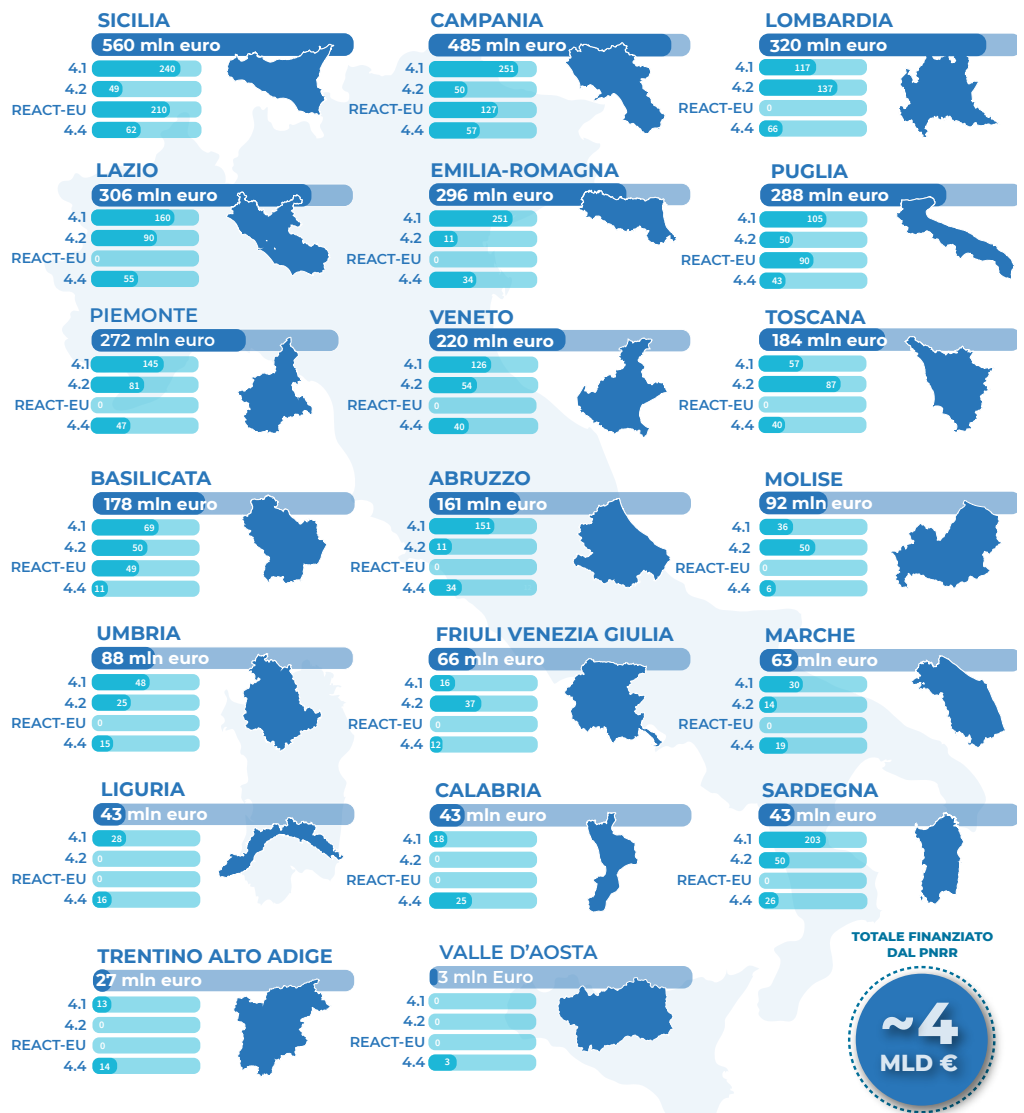 SICILIA
560 mln euro
4.1 240
4.2 49
REACT-EU 210
4.4 62
CAMPANIA
485 mln euro
4.1 251
4.2 50
REACT-EU 127
4.4 57
LOMBARDIA
320 mln euro
4.1 117
4.2 137
REACT-EU 0
4.4 66
LAZIO
306 mln euro
4.1 160
4.2 90
REACT-EU 0
4.4 55
EMILIA-ROMAGNA
296 mln euro
4.1 251
4.2 11
REACT-EU 0
4.4 34
PUGLIA
288 mln euro
4.1 105
4.2 50
REACT-EU 90
4.4 43
PIEMONTE
272 mln euro
4.1 145
4.2 81
REACT-EU 0
4.4 47
VENETO
220 mln euro
4.1 126
4.2 54
REACT-EU 0
4.4 40
TOSCANA
184 mln euro
4.1 57
4.2 87
REACT-EU 0
4.4 40
BASILICATA
178 mln euro
4.1 69
4.2 50
REACT-EU 49
4.4 11
ABRUZZO
161 mln euro
4.1 151
4.2 11
REACT-EU 0
4.4 34
MOLISE
92 mln euro
4.1 36
4.2 50
REACT-EU 0
4.4 6
UMBRIA
88 mln euro
4.1 48
4.2 25
REACT-EU 0
4.4 15
FRIULI VENEZIA GIULIA
66 mln euro
4.1 16
4.2 37
REACT-EU 0
4.4 12
MARCHE
63 mln euro
4.1 30
4.2 14
REACT-EU 0
4.4 19
LIGURIA
43 mln euro
4.1 28
4.2 0
REACT-EU 0
4.4 16
CALABRIA
43 mln euro
4.1 18
4.2 0
REACT-EU 0
4.4 25
SARDEGNA
43 mln euro
4.1 203
4.2 50
REACT-EU 0
4.4 26
TRENTINO ALTO ADIGE
27 mln euro
4.1 13
4.2 0
REACT-EU 0
4.4 14
VALLE D'AOSTA
3 mln Euro
4.1 0
4.2 0
REACT-EU 0
4.4 3
TOTALE FINANZIATO
DAL PNRR
~4
MLD €